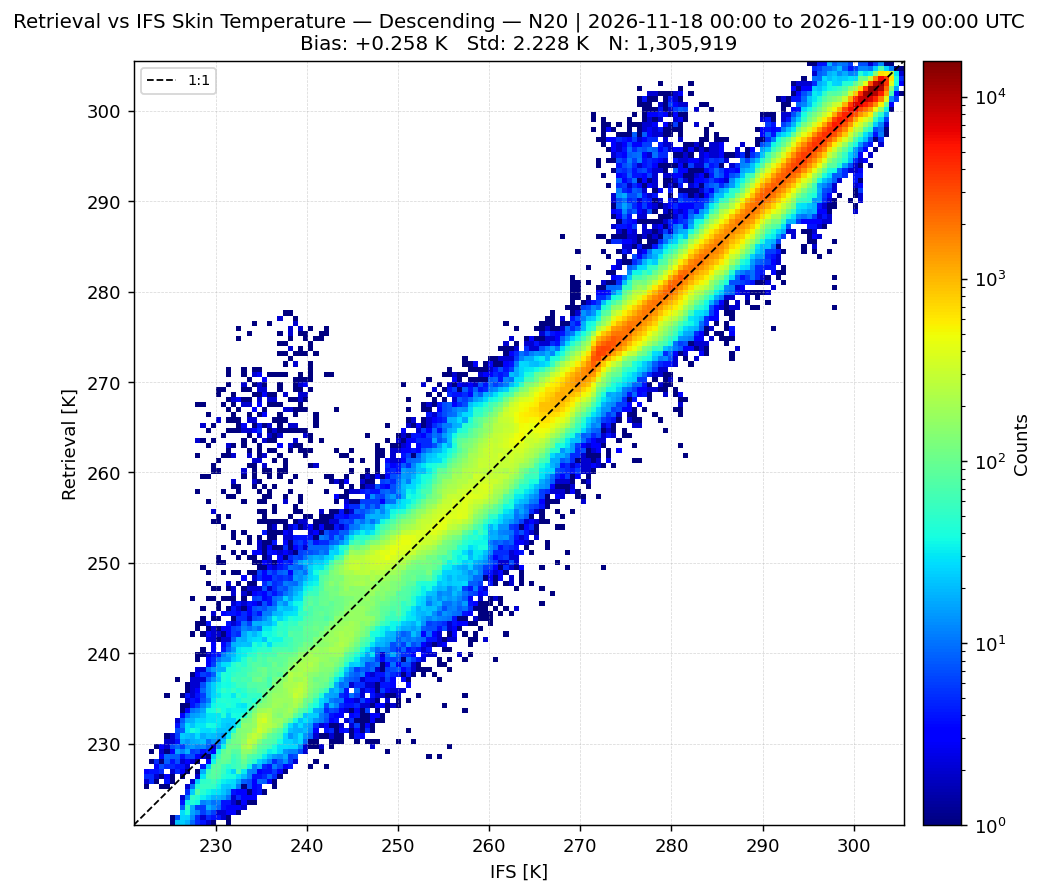 Retrieval vs IFS Skin Temperature — Descending — N20 | 2026-11-18 00:00 to 2026-11-19 00:00 UTC
Bias: +0.258 K   Std: 2.228 K   N: 1,305,919
1:1
300
290
280
270
260
250
240
230
Retrieval [K]
230 240 250 260 270 280 290 300
IFS [K]
10^4
10^3
10^2
10^1
10^0
Counts